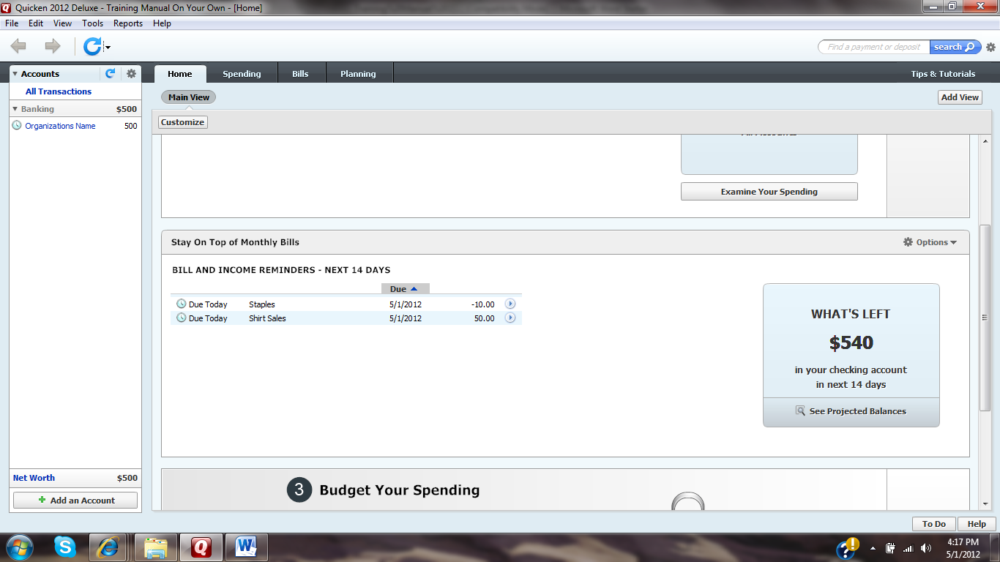 Quicken 2012 Deluxe - Training Manual On Your Own - [Home]
File Edit View Tools Reports Help
Find a payment or deposit search
Accounts
Home Spending Bills Planning Tips & Tutorials
All Transactions
Main View Add View
Banking $500
Customize
Organizations Name 500
Examine Your Spending
Stay On Top of Monthly Bills Options
BILL AND INCOME REMINDERS - NEXT 14 DAYS
Due
Due Today Staples 5/1/2012 -10.00
Due Today Shirt Sales 5/1/2012 50.00
WHAT'S LEFT
$540
in your checking account
in next 14 days
See Projected Balances
Net Worth $500
Add an Account
3 Budget Your Spending
To Do Help
4:17 PM
5/1/2012